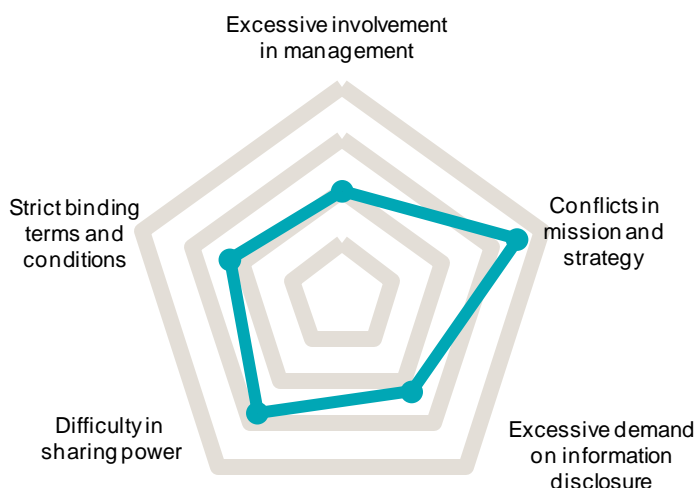 Excessive involvement
in management
Conflicts in
mission and
strategy
Excessive demand
on information
disclosure
Difficulty in
sharing power
Strict binding
terms and
conditions